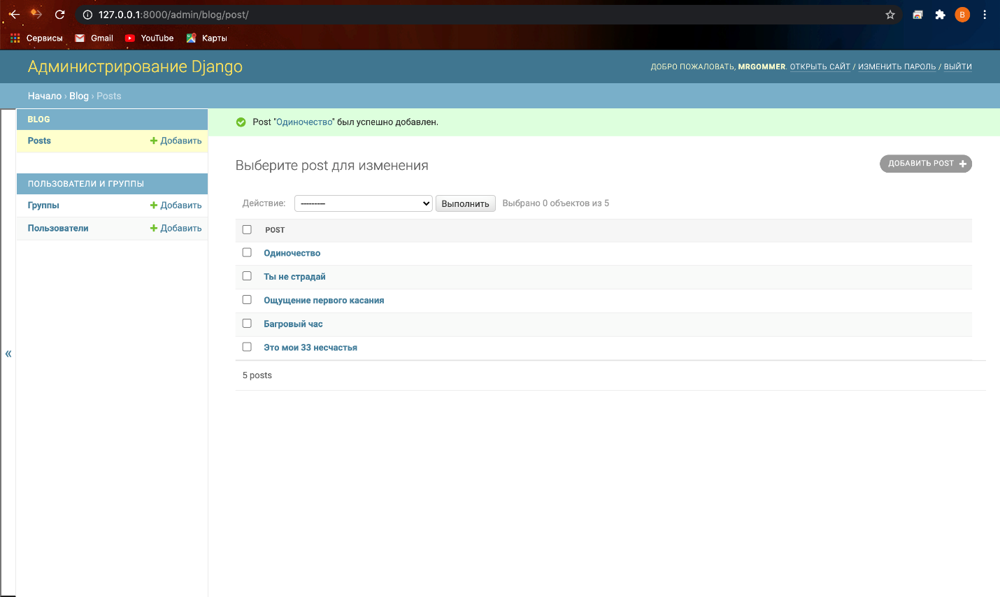 127.0.0.1:8000/admin/blog/post/
B
Сервисы Gmail YouTube Карты
Администрирование Django
ДОБРО ПОЖАЛОВАТЬ, MRGOMMER. ОТКРЫТЬ САЙТ / ИЗМЕНИТЬ ПАРОЛЬ / ВЫЙТИ
Начало › Blog › Posts
BLOG
Posts + Добавить
ПОЛЬЗОВАТЕЛИ И ГРУППЫ
Группы + Добавить
Пользователи + Добавить
«
Post "Одиночество" был успешно добавлен.
Выберите post для изменения
ДОБАВИТЬ POST +
Действие: --------- Выполнить Выбрано 0 объектов из 5
POST
Одиночество
Ты не страдай
Ощущение первого касания
Багровый час
Это мои 33 несчастья
5 posts